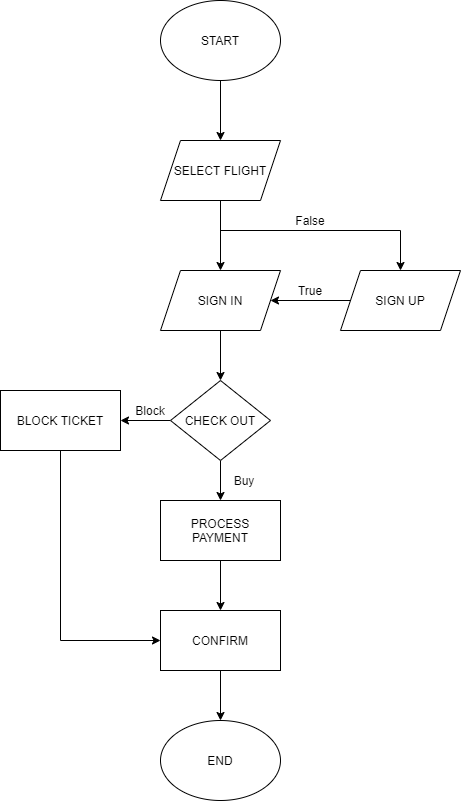 START
SELECT FLIGHT
False
SIGN IN
True
SIGN UP
BLOCK TICKET
Block
CHECK OUT
Buy
PROCESS
PAYMENT
CONFIRM
END